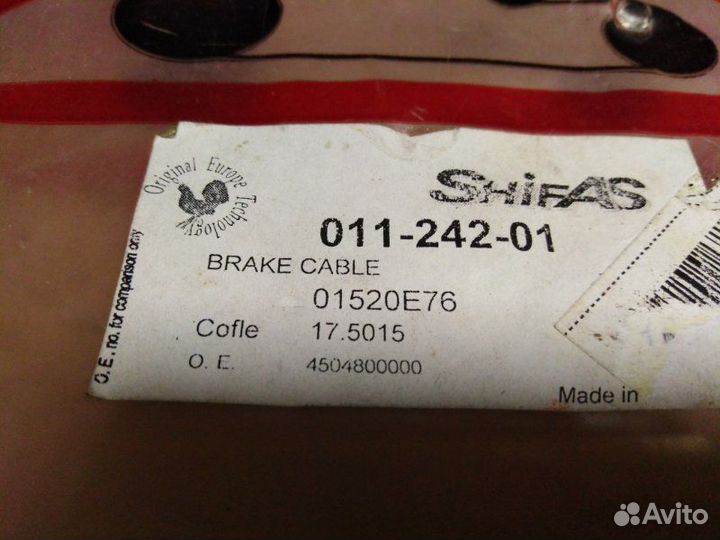 Original Europe Technology
SHiFAS
011-242-01
BRAKE CABLE
01520E76
Cofle 17.5015
O. E. 4504800000
Made in
O. E. no. for comparison only
Avito